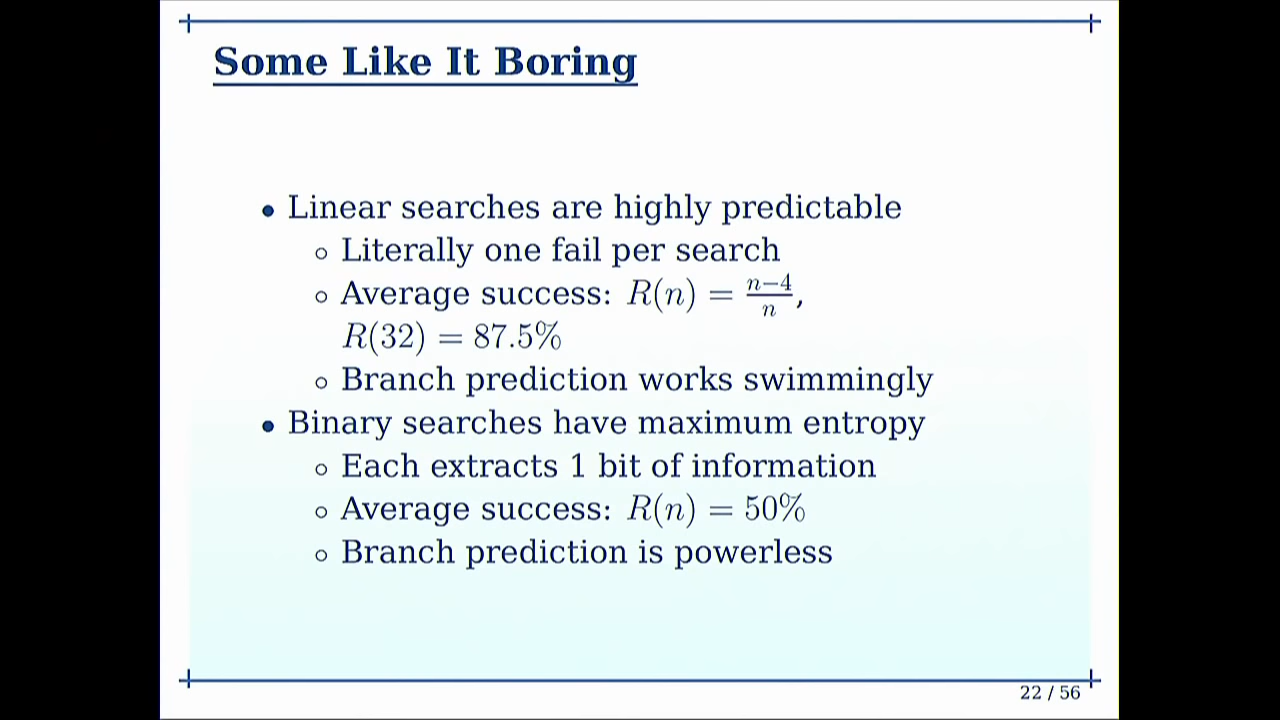 Some Like It Boring
• Linear searches are highly predictable
◦ Literally one fail per search
◦ Average success: R(n) = \frac{n-4}{n},
R(32) = 87.5%
◦ Branch prediction works swimmingly
• Binary searches have maximum entropy
◦ Each extracts 1 bit of information
◦ Average success: R(n) = 50%
◦ Branch prediction is powerless
22 / 56